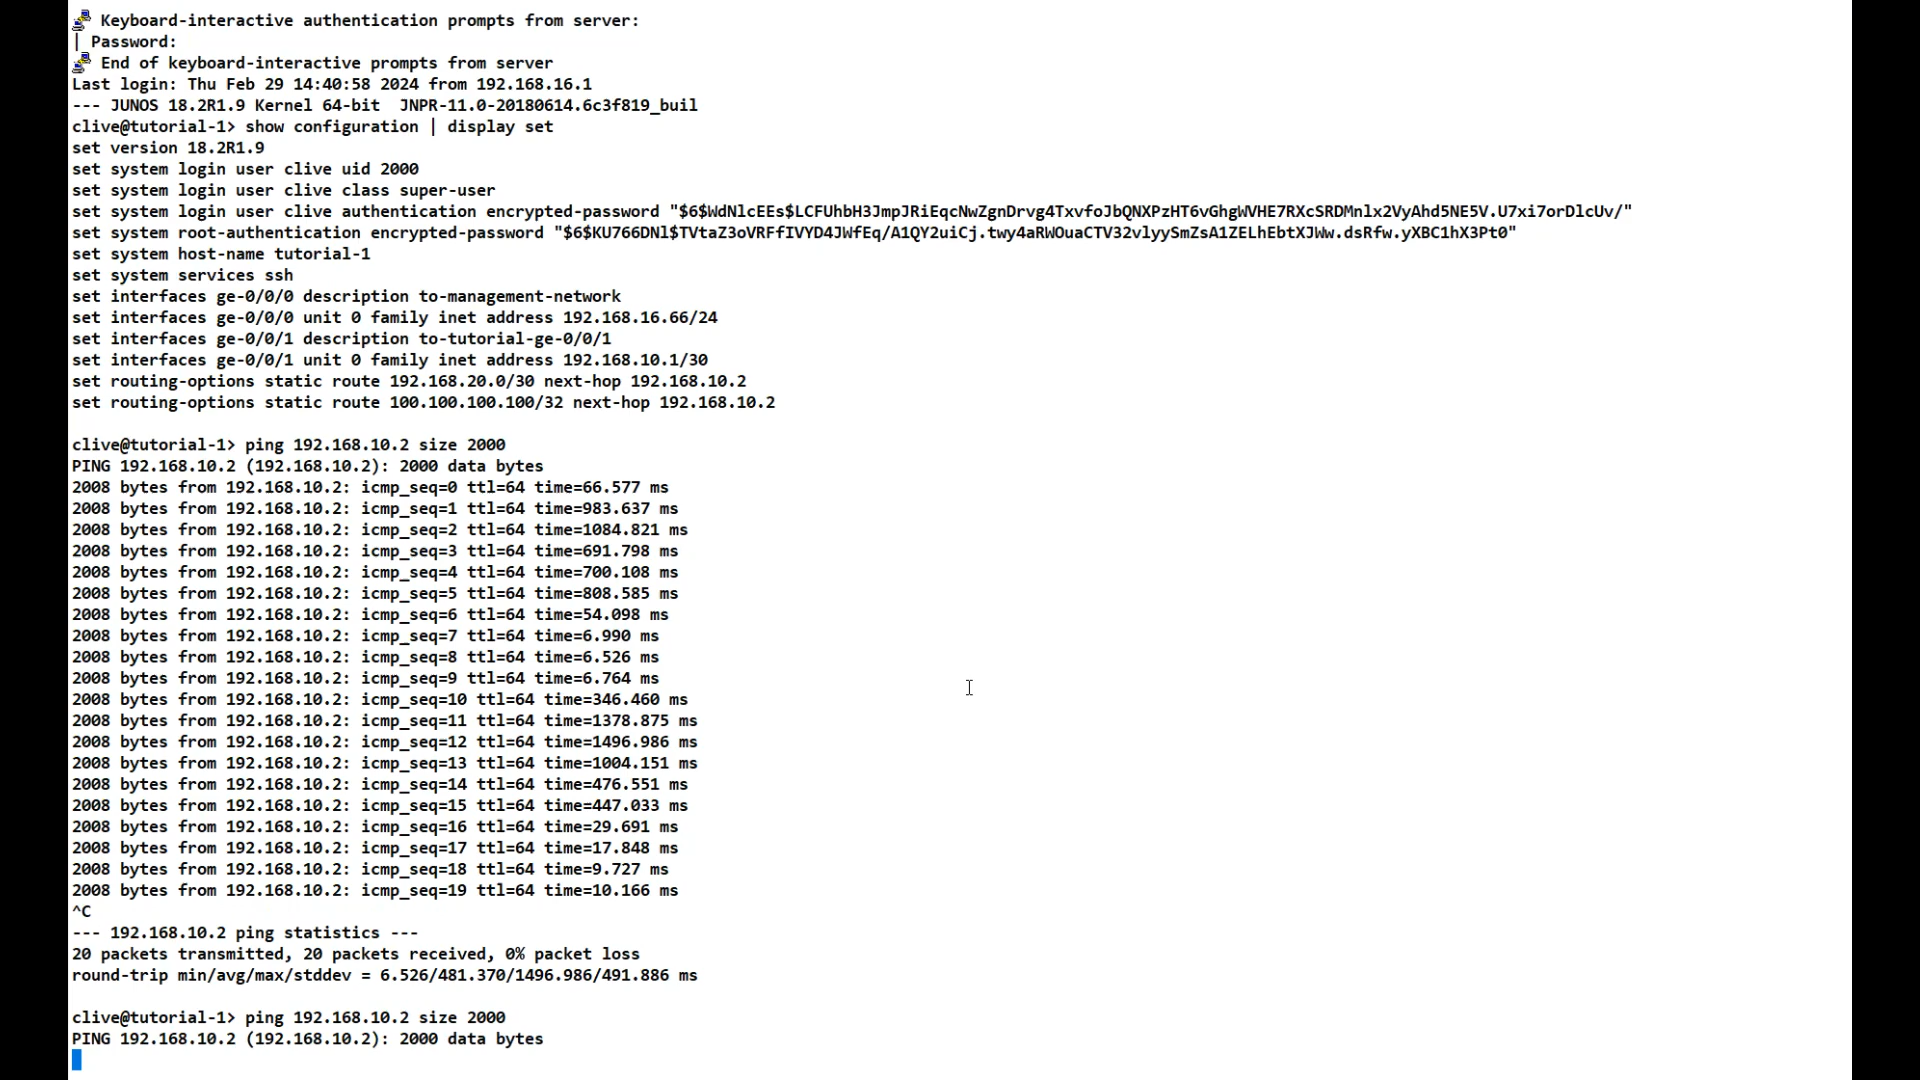 Keyboard-interactive authentication prompts from server:
| Password:
End of keyboard-interactive prompts from server
Last login: Thu Feb 29 14:40:58 2024 from 192.168.16.1
--- JUNOS 18.2R1.9 Kernel 64-bit  JNPR-11.0-20180614.6c3f819_buil
clive@tutorial-1> show configuration | display set
set version 18.2R1.9
set system login user clive uid 2000
set system login user clive class super-user
set system login user clive authentication encrypted-password "$6$WdNlcEEs$LCFUhbH3JmpJRiEqcNwZgnDrvg4TxvfoJbQNXPzHT6vGhgWVHE7RXcSRDMnlx2VyAhd5NE5V.U7xi7orDlcUv/"
set system root-authentication encrypted-password "$6$KU766DNl$TVtaZ3oVRFfIVYD4JWfEq/A1QY2uiCj.twy4aRWOuaCTV32vlyySmZsA1ZELhEbtXJWw.dsRfw.yXBC1hX3Pt0"
set system host-name tutorial-1
set system services ssh
set interfaces ge-0/0/0 description to-management-network
set interfaces ge-0/0/0 unit 0 family inet address 192.168.16.66/24
set interfaces ge-0/0/1 description to-tutorial-ge-0/0/1
set interfaces ge-0/0/1 unit 0 family inet address 192.168.10.1/30
set routing-options static route 192.168.20.0/30 next-hop 192.168.10.2
set routing-options static route 100.100.100.100/32 next-hop 192.168.10.2
clive@tutorial-1> ping 192.168.10.2 size 2000
PING 192.168.10.2 (192.168.10.2): 2000 data bytes
2008 bytes from 192.168.10.2: icmp_seq=0 ttl=64 time=66.577 ms
2008 bytes from 192.168.10.2: icmp_seq=1 ttl=64 time=983.637 ms
2008 bytes from 192.168.10.2: icmp_seq=2 ttl=64 time=1084.821 ms
2008 bytes from 192.168.10.2: icmp_seq=3 ttl=64 time=691.798 ms
2008 bytes from 192.168.10.2: icmp_seq=4 ttl=64 time=700.108 ms
2008 bytes from 192.168.10.2: icmp_seq=5 ttl=64 time=808.585 ms
2008 bytes from 192.168.10.2: icmp_seq=6 ttl=64 time=54.098 ms
2008 bytes from 192.168.10.2: icmp_seq=7 ttl=64 time=6.990 ms
2008 bytes from 192.168.10.2: icmp_seq=8 ttl=64 time=6.526 ms
2008 bytes from 192.168.10.2: icmp_seq=9 ttl=64 time=6.764 ms
2008 bytes from 192.168.10.2: icmp_seq=10 ttl=64 time=346.460 ms
2008 bytes from 192.168.10.2: icmp_seq=11 ttl=64 time=1378.875 ms
2008 bytes from 192.168.10.2: icmp_seq=12 ttl=64 time=1496.986 ms
2008 bytes from 192.168.10.2: icmp_seq=13 ttl=64 time=1004.151 ms
2008 bytes from 192.168.10.2: icmp_seq=14 ttl=64 time=476.551 ms
2008 bytes from 192.168.10.2: icmp_seq=15 ttl=64 time=447.033 ms
2008 bytes from 192.168.10.2: icmp_seq=16 ttl=64 time=29.691 ms
2008 bytes from 192.168.10.2: icmp_seq=17 ttl=64 time=17.848 ms
2008 bytes from 192.168.10.2: icmp_seq=18 ttl=64 time=9.727 ms
2008 bytes from 192.168.10.2: icmp_seq=19 ttl=64 time=10.166 ms
^C
--- 192.168.10.2 ping statistics ---
20 packets transmitted, 20 packets received, 0% packet loss
round-trip min/avg/max/stddev = 6.526/481.370/1496.986/491.886 ms
clive@tutorial-1> ping 192.168.10.2 size 2000
PING 192.168.10.2 (192.168.10.2): 2000 data bytes